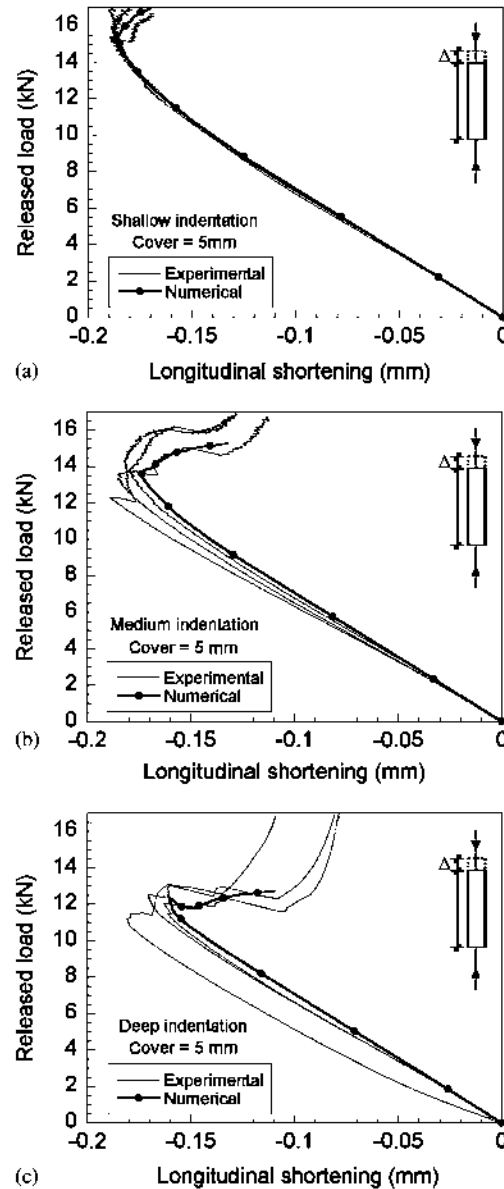 16
14
12
10
8
6
4
2
0
Released load (kN)
Δ
Shallow indentation
Cover = 5mm
Experimental
Numerical
-0.2 -0.15 -0.1 -0.05 0
(a) Longitudinal shortening (mm)
16
14
12
10
8
6
4
2
0
Released load (kN)
Δ
Medium indentation
Cover = 5 mm
Experimental
Numerical
-0.2 -0.15 -0.1 -0.05 0
(b) Longitudinal shortening (mm)
16
14
12
10
8
6
4
2
0
Released load (kN)
Δ
Deep indentation
Cover = 5 mm
Experimental
Numerical
-0.2 -0.15 -0.1 -0.05 0
(c) Longitudinal shortening (mm)